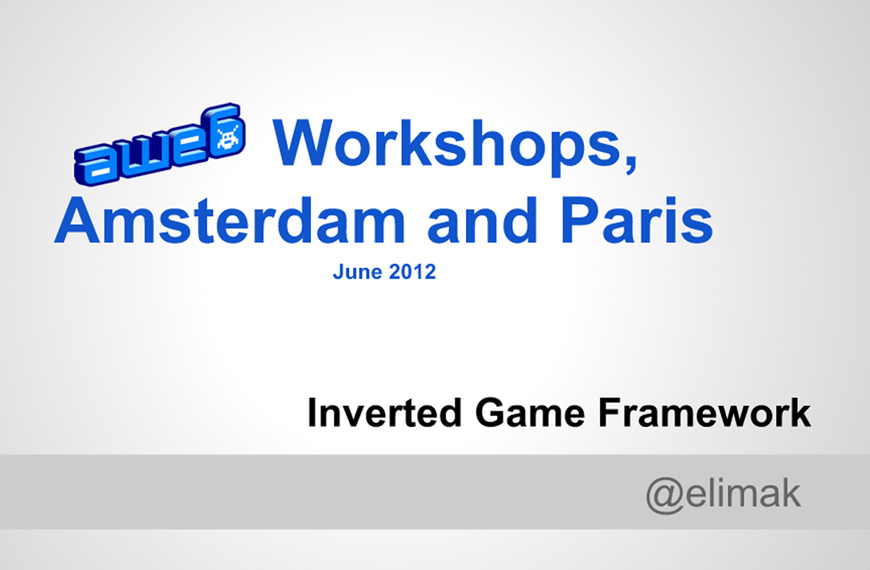 awe6 Workshops,
Amsterdam and Paris
June 2012
Inverted Game Framework
@elimak